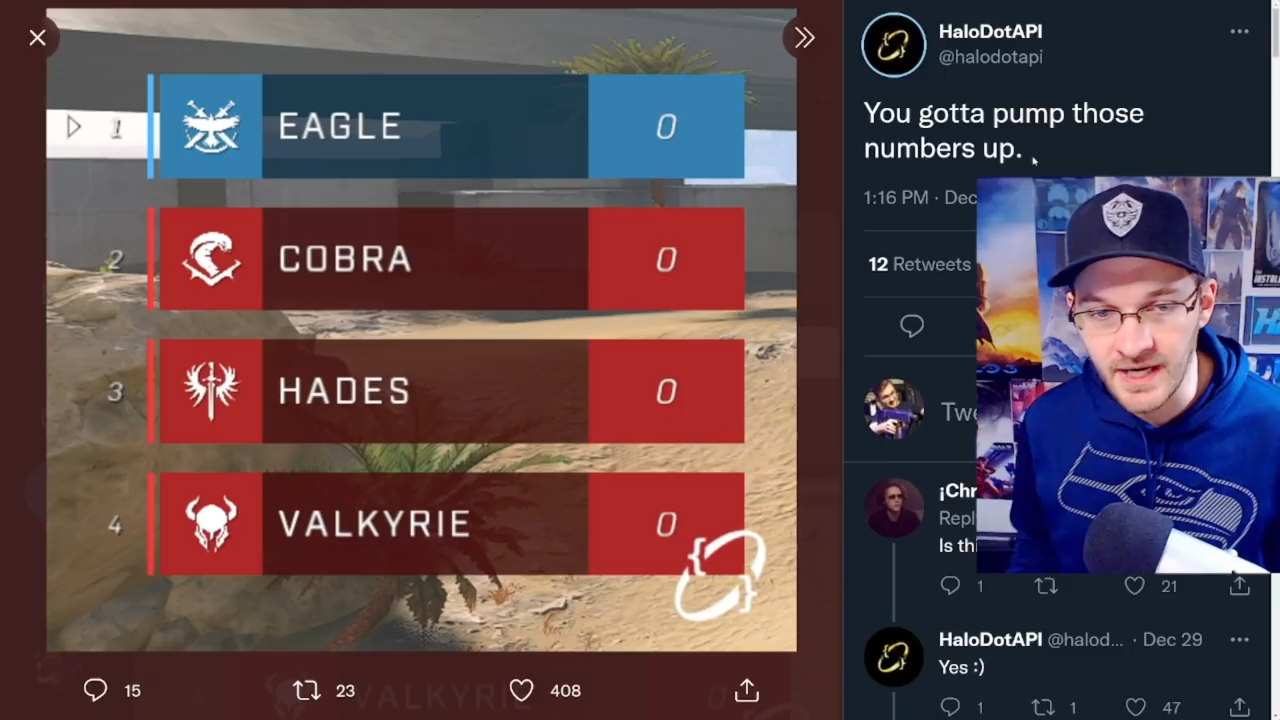 1
EAGLE
0
2
COBRA
0
3
HADES
0
4
VALKYRIE
0
15
23
408
HaloDotAPI
@halodotapi
You gotta pump those
numbers up.
1:16 PM · Dec
12 Retweets
¡Chr
Repl
Is thi
1
21
HaloDotAPI @halod... · Dec 29
Yes :)
1
1
47